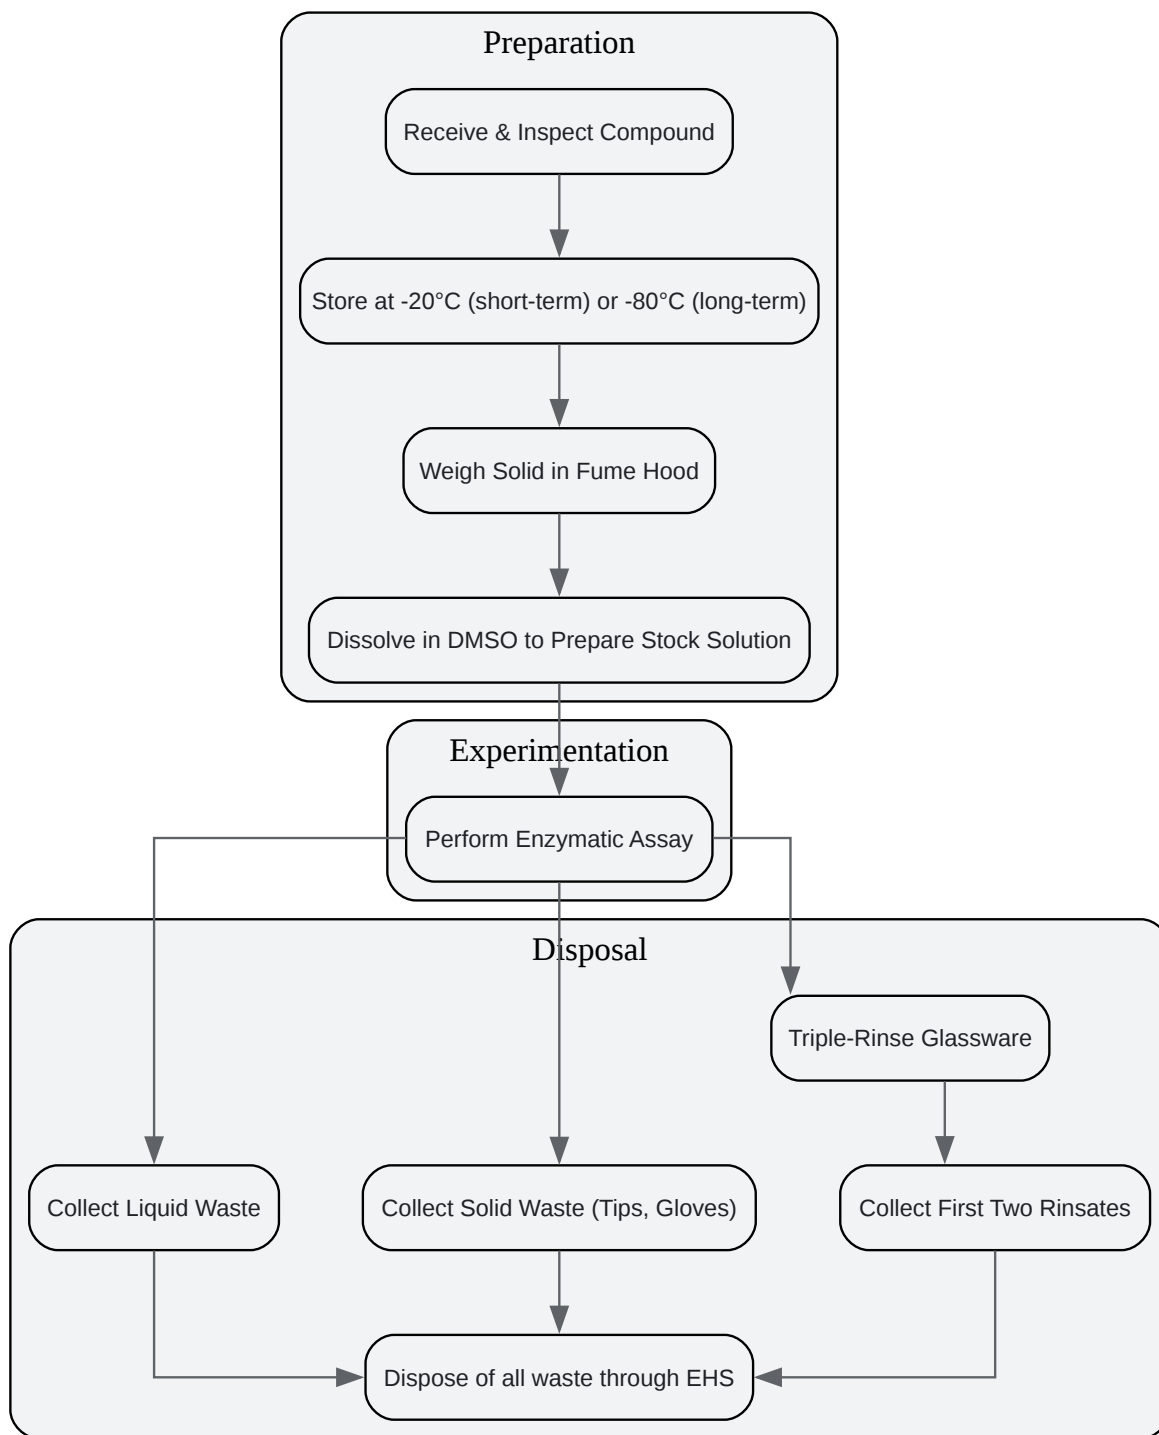 Preparation
Receive & Inspect Compound
Store at -20°C (short-term) or -80°C (long-term)
Weigh Solid in Fume Hood
Dissolve in DMSO to Prepare Stock Solution
Experimentation
Perform Enzymatic Assay
Disposal
Triple-Rinse Glassware
Collect Liquid Waste
Collect Solid Waste (Tips, Gloves)
Collect First Two Rinsates
Dispose of all waste through EHS